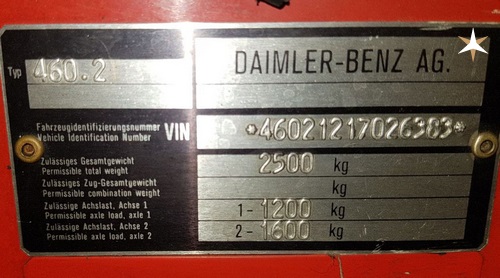 Typ 460.2 DAIMLER-BENZ AG.
Fahrzeugidentifizierungsnummer
Vehicle Identification Number VIN *46021217026383*
Zulässiges Gesamtgewicht
Permissible total weight 2500 kg
Zulässiges Zug-Gesamtgewicht
Permissible combination weight kg
Zulässige Achslast, Achse 1
Permissible axle load, axle 1 1- 1200 kg
Zulässige Achslast, Achse 2
Permissible axle load, axle 2 2- 1600 kg